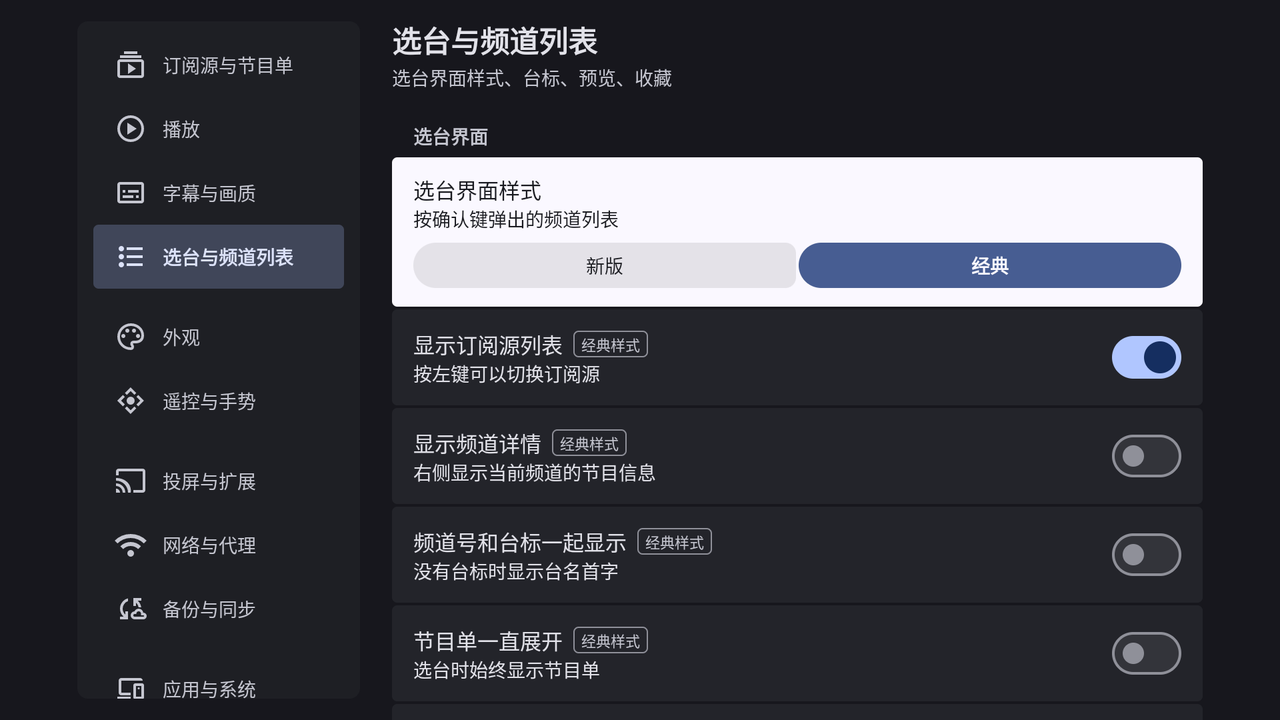 订阅源与节目单
播放
字幕与画质
选台与频道列表
外观
遥控与手势
投屏与扩展
网络与代理
备份与同步
应用与系统
选台与频道列表
选台界面样式、台标、预览、收藏
选台界面
选台界面样式
按确认键弹出的频道列表
新版
经典
显示订阅源列表 经典样式
按左键可以切换订阅源
显示频道详情 经典样式
右侧显示当前频道的节目信息
频道号和台标一起显示 经典样式
没有台标时显示台名首字
节目单一直展开 经典样式
选台时始终显示节目单